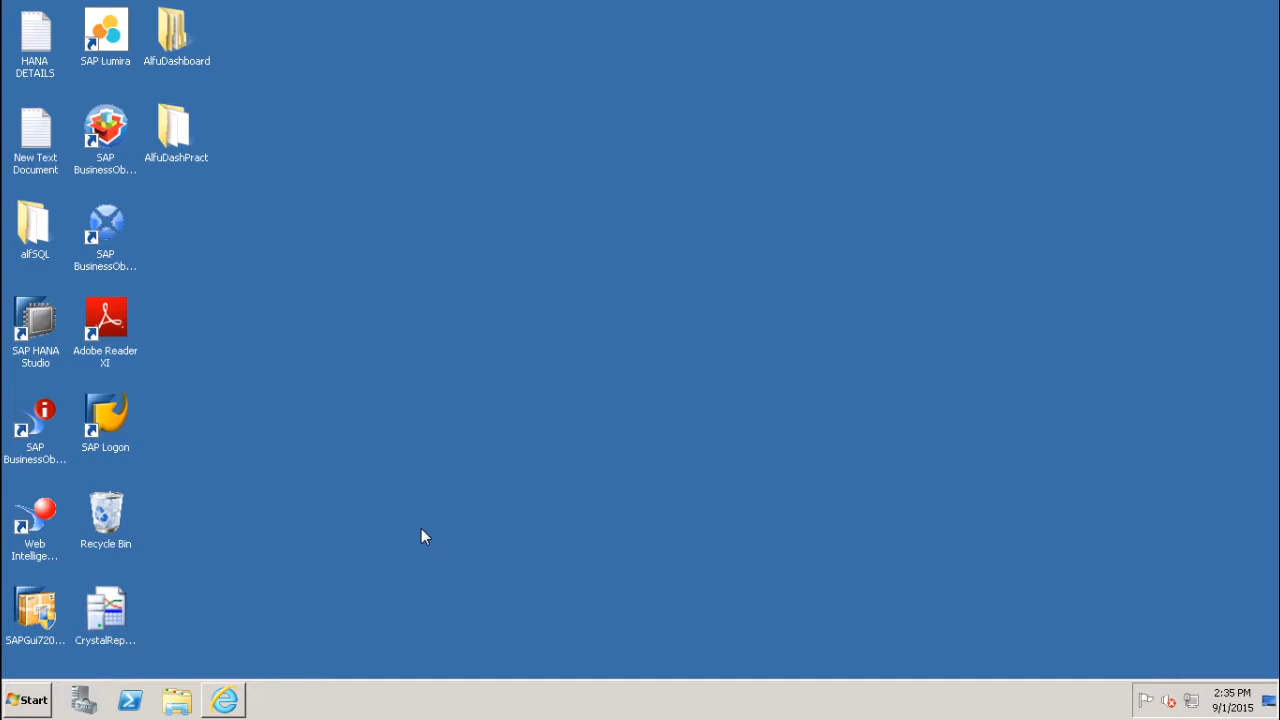 HANA
DETAILS
SAP Lumira
AlfuDashboard
New Text
Document
SAP
BusinessOb...
AlfuDashPract
alfSQL
SAP
BusinessOb...
SAP HANA
Studio
Adobe Reader
XI
SAP
BusinessOb...
SAP Logon
Web
Intellige...
Recycle Bin
SAPGui720...
CrystalRep...
Start
2:35 PM
9/1/2015